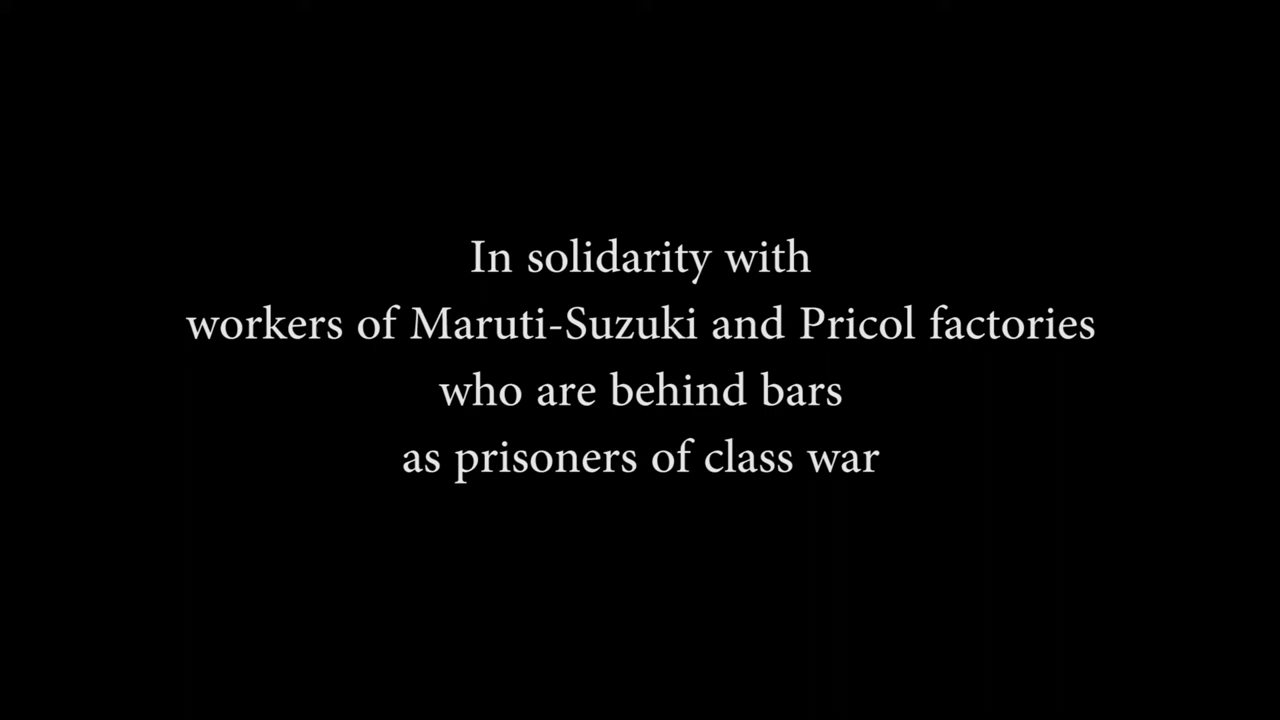 In solidarity with
workers of Maruti-Suzuki and Pricol factories
who are behind bars
as prisoners of class war